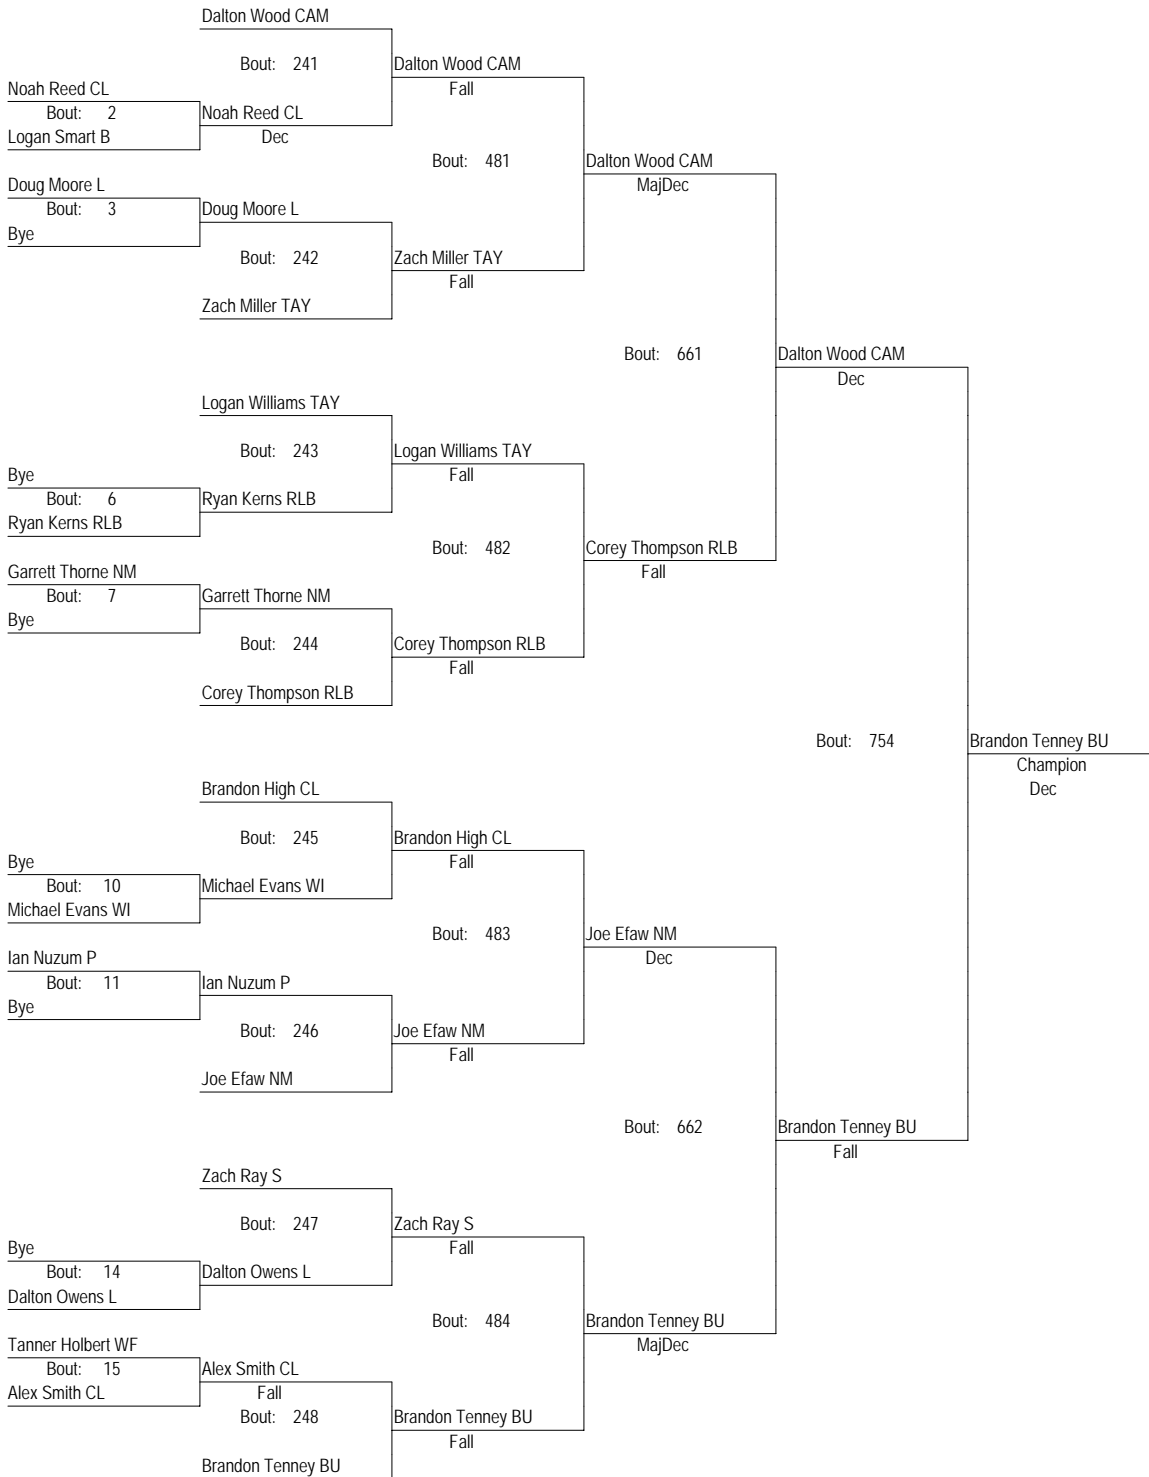 Dalton Wood CAM
Bout: 241
Dalton Wood CAM
Fall
Noah Reed CL
Bout: 2
Noah Reed CL
Logan Smart B
Dec
Bout: 481
Dalton Wood CAM
MajDec
Doug Moore L
Bout: 3
Doug Moore L
Bye
Bout: 242
Zach Miller TAY
Fall
Zach Miller TAY
Bout: 661
Dalton Wood CAM
Dec
Logan Williams TAY
Bout: 243
Logan Williams TAY
Fall
Bye
Bout: 6
Ryan Kerns RLB
Ryan Kerns RLB
Bout: 482
Corey Thompson RLB
Fall
Garrett Thorne NM
Bout: 7
Garrett Thorne NM
Bye
Bout: 244
Corey Thompson RLB
Fall
Corey Thompson RLB
Bout: 754
Brandon Tenney BU
Champion
Dec
Brandon High CL
Bout: 245
Brandon High CL
Fall
Bye
Bout: 10
Michael Evans WI
Michael Evans WI
Bout: 483
Joe Efaw NM
Dec
Ian Nuzum P
Bout: 11
Ian Nuzum P
Bye
Bout: 246
Joe Efaw NM
Fall
Joe Efaw NM
Bout: 662
Brandon Tenney BU
Fall
Zach Ray S
Bout: 247
Zach Ray S
Fall
Bye
Bout: 14
Dalton Owens L
Dalton Owens L
Bout: 484
Brandon Tenney BU
MajDec
Tanner Holbert WF
Bout: 15
Alex Smith CL
Alex Smith CL
Fall
Bout: 248
Brandon Tenney BU
Fall
Brandon Tenney BU